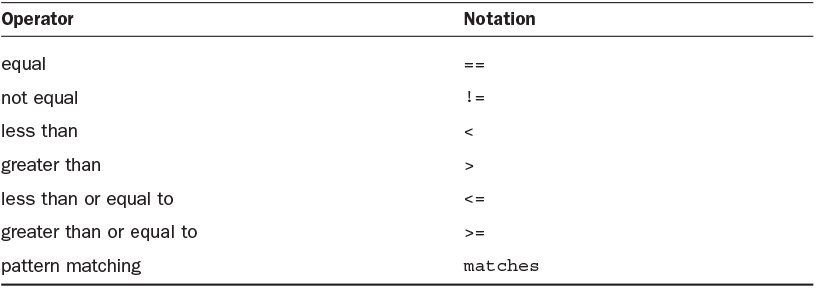 Operator Notation
equal ==
not equal !=
less than <
greater than >
less than or equal to <=
greater than or equal to >=
pattern matching matches